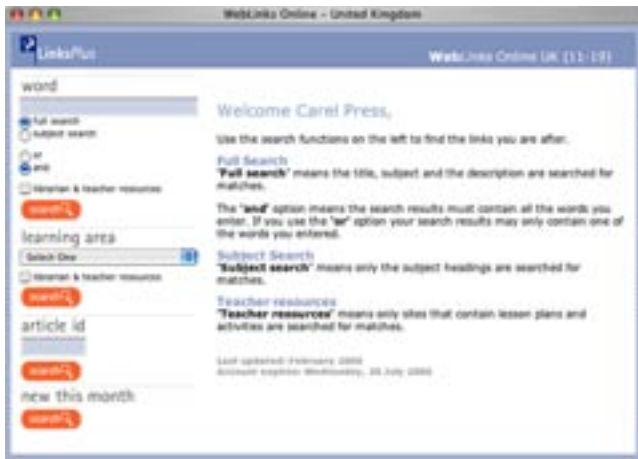 WebLinks Online – United Kingdom
LinksPlus
WebLinks Online UK (11-19)
word
full search
subject search
or
and
librarian & teacher resources
search
learning area
Select One
librarian & teacher resources
search
article id
search
new this month
search
Welcome Carel Press,
Use the search functions on the left to find the links you are after.
Full Search
"Full search" means the title, subject and the description are searched for
matches.
The "and" option means the search results must contain all the words you
enter. If you use the "or" option your search results may only contain one of
the words you entered.
Subject Search
"Subject search" means only the subject headings are searched for
matches.
Teacher resources
"Teacher resources" means only sites that contain lesson plans and
activities are searched for matches.
Last updated: February
Account expires: Wednesday, July